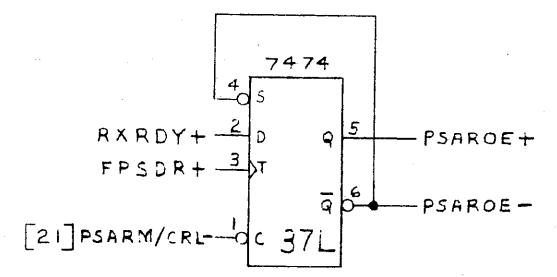 7474
4 S
RXRDY+ 2 D Q 5 PSAROE+
FPSDR+ 3 T
Q 6 PSAROE-
[21]PSARM/CRL- 1 C 37L